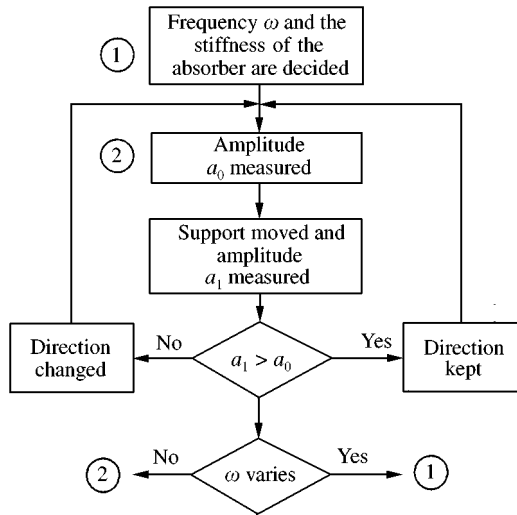 Frequency ω and the
stiffness of the
absorber are decided
1
2
Amplitude
a₀ measured
Support moved and
amplitude
a₁ measured
No
Yes
Direction
changed
a₁ > a₀
Direction
kept
No
Yes
2
ω varies
1